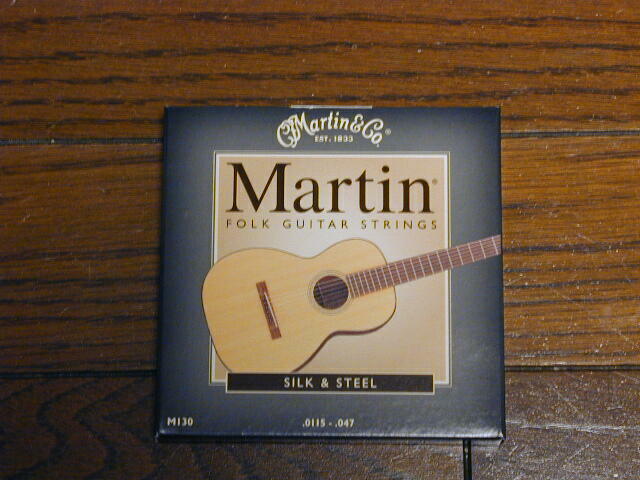 CFMartin & Co.®
EST. 1833
Martin®
FOLK GUITAR STRINGS
SILK & STEEL
M130
.0115 - .047